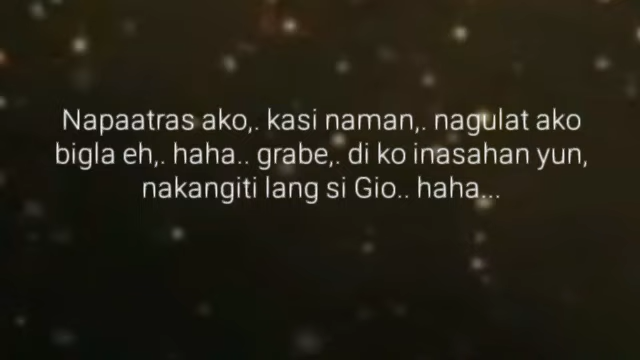 Napaatras ako,. kasi naman,. nagulat ako
bigla eh,. haha.. grabe,. di ko inasahan yun,
nakangiti lang si Gio.. haha...